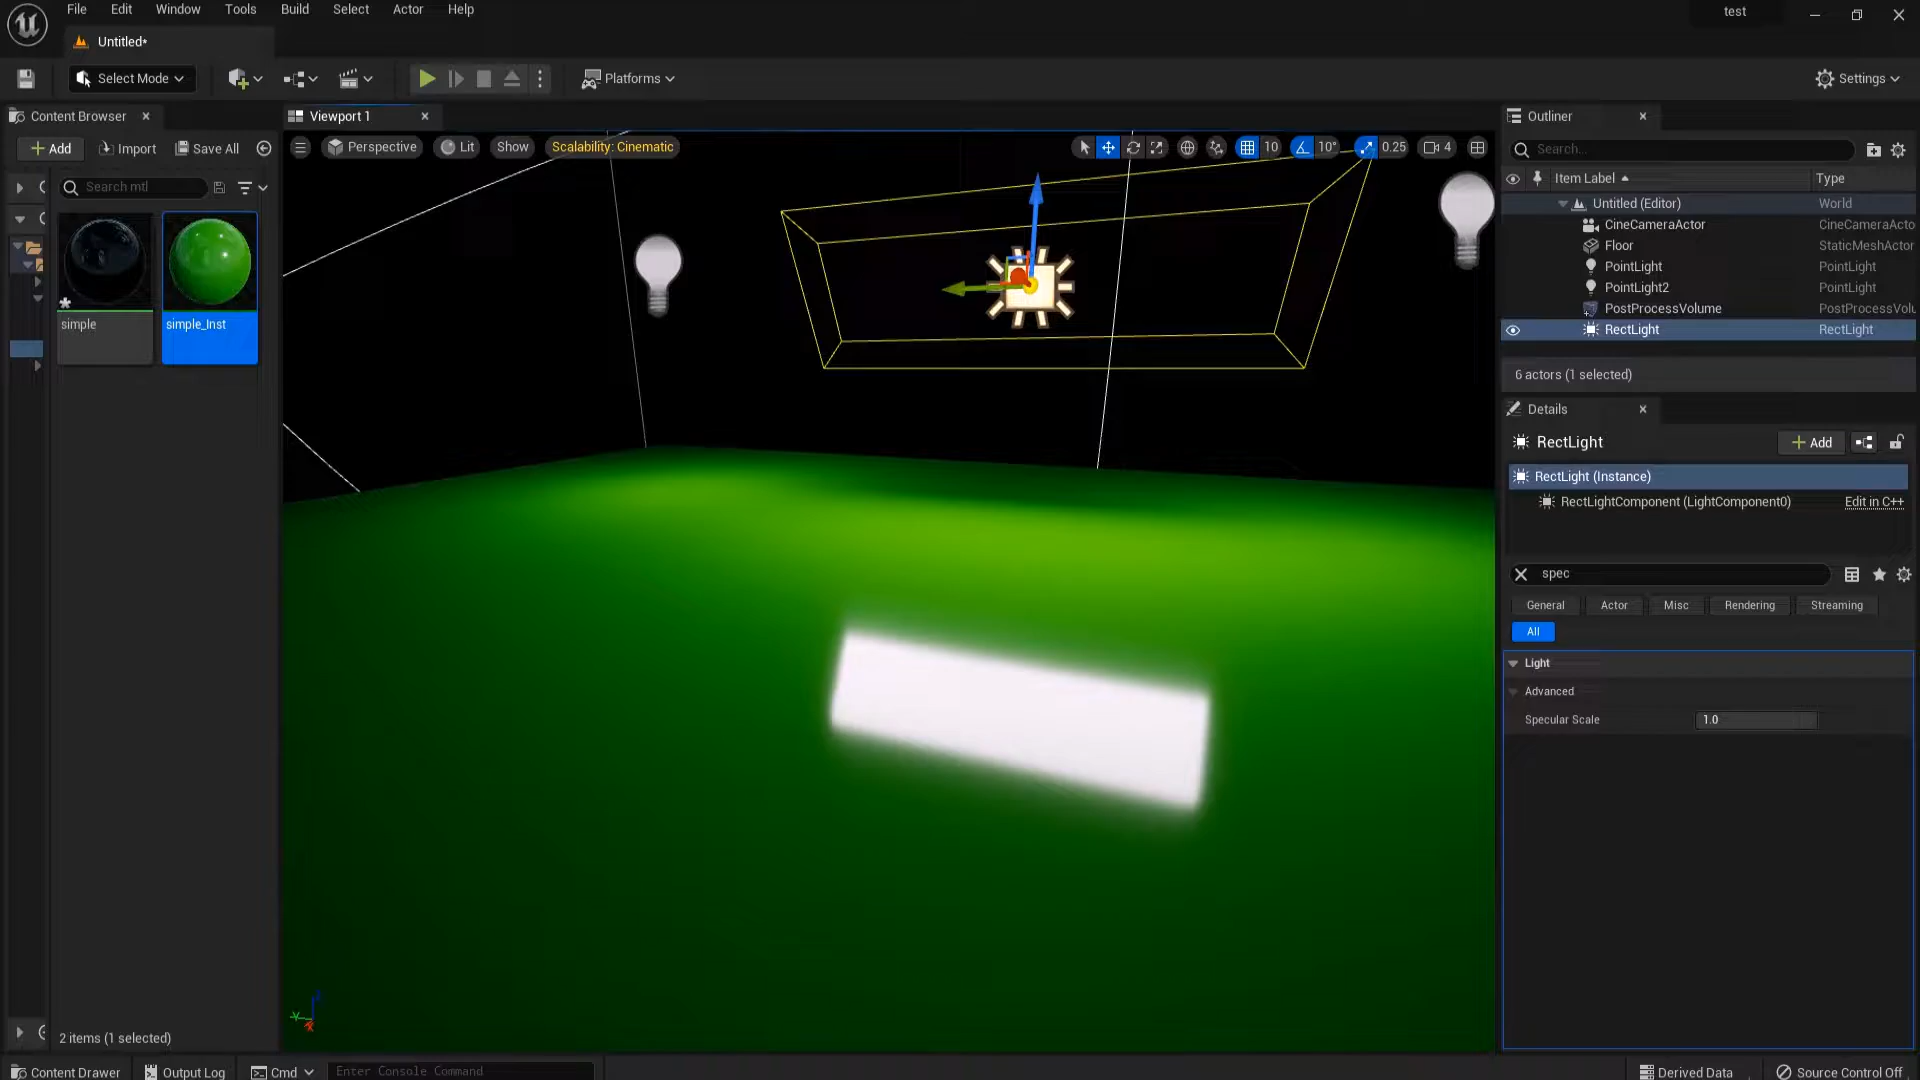 File Edit Window Tools Build Select Actor Help
test
Untitled*
Select Mode
Platforms
Settings
Content Browser
Viewport 1
Outliner
Add Import Save All
Perspective Lit Show Scalability: Cinematic
10 10° 0.25 4
Search...
Search mtl
Item Label Type
Untitled (Editor) World
CineCameraActor CineCameraActo
Floor StaticMeshActor
PointLight PointLight
PointLight2 PointLight
PostProcessVolume PostProcessVolu
RectLight RectLight
simple
simple_Inst
6 actors (1 selected)
Details
RectLight
Add
RectLight (Instance)
RectLightComponent (LightComponent0) Edit in C++
spec
General Actor Misc Rendering Streaming
All
Light
Advanced
Specular Scale 1.0
2 items (1 selected)
Content Drawer Output Log Cmd Enter Console Command
Derived Data Source Control Off